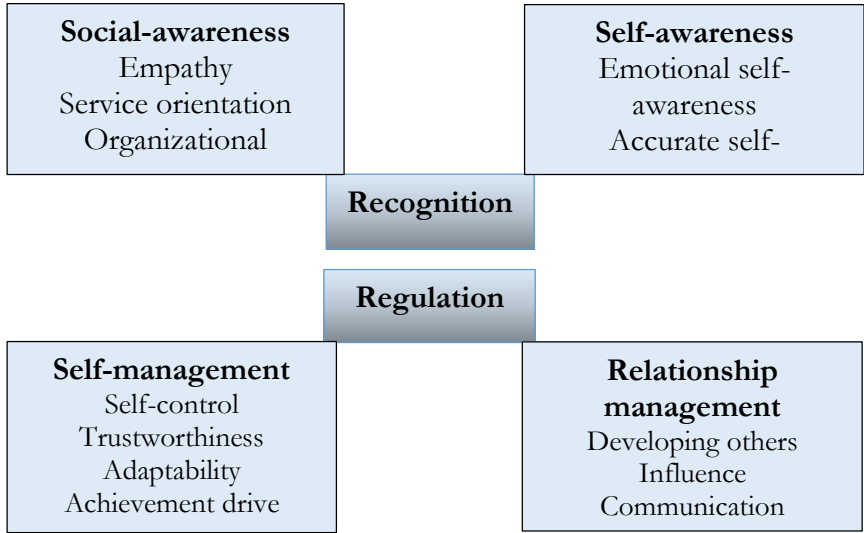 Social-awareness
Empathy
Service orientation
Organizational
Self-awareness
Emotional self-
awareness
Accurate self-
Recognition
Regulation
Self-management
Self-control
Trustworthiness
Adaptability
Achievement drive
Relationship
management
Developing others
Influence
Communication